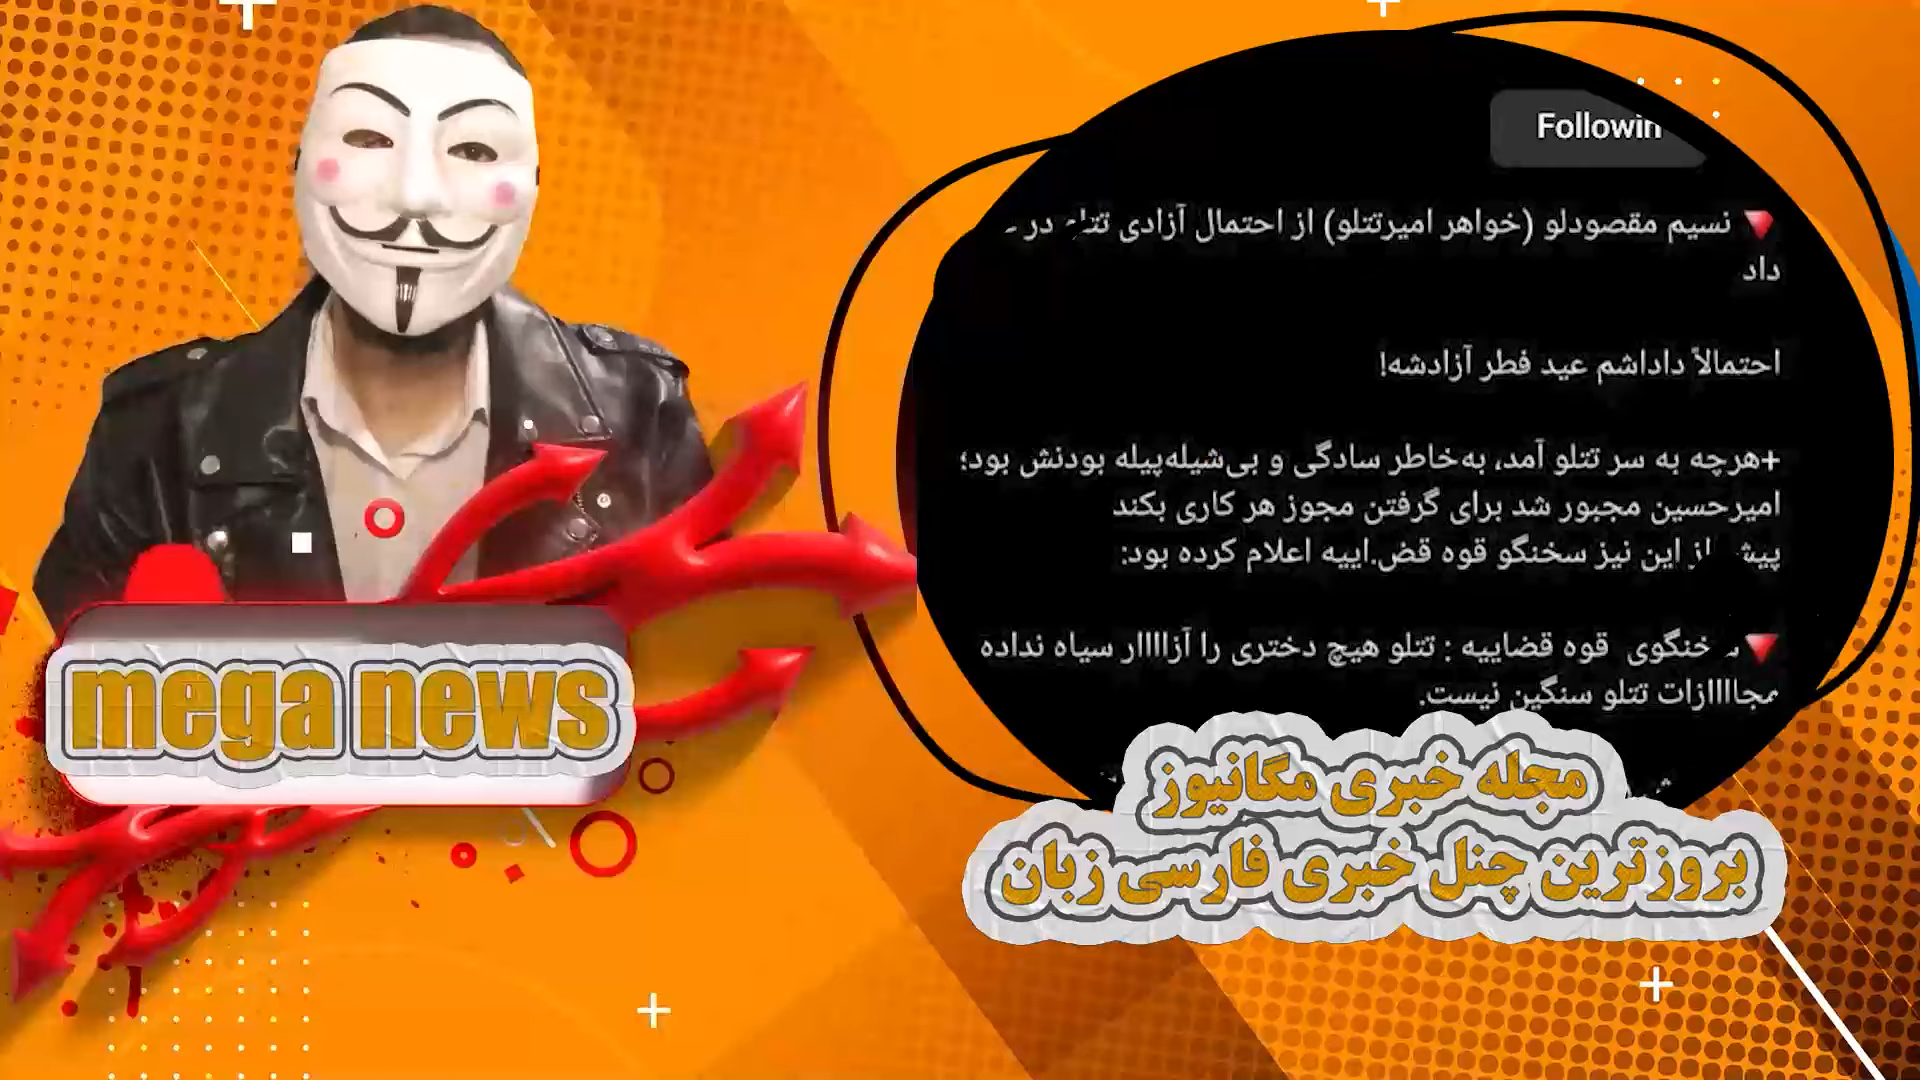 Followin
نسیم مقصودلو (خواهر امیرتتلو) از احتمال آزادی در
داد
احتمالاً داداشم عید فطر آزادشه!
+هرچه به سر تتلو آمد، به‌خاطر سادگی و بی‌شیله‌پیله بودنش بود؛
امیرحسین مجبور شد برای گرفتن مجوز هر کاری بکند
از این نیز سخنگو قوه قض.اییه اعلام کرده بود:
قوه قضاییه : تتلو هیچ دختری را آزاااار سیاه نداده
مجاااازات تتلو سنگین نیست.
mega news
مجله خبری مگانیوز
بروزترین چنل خبری فارسی زبان